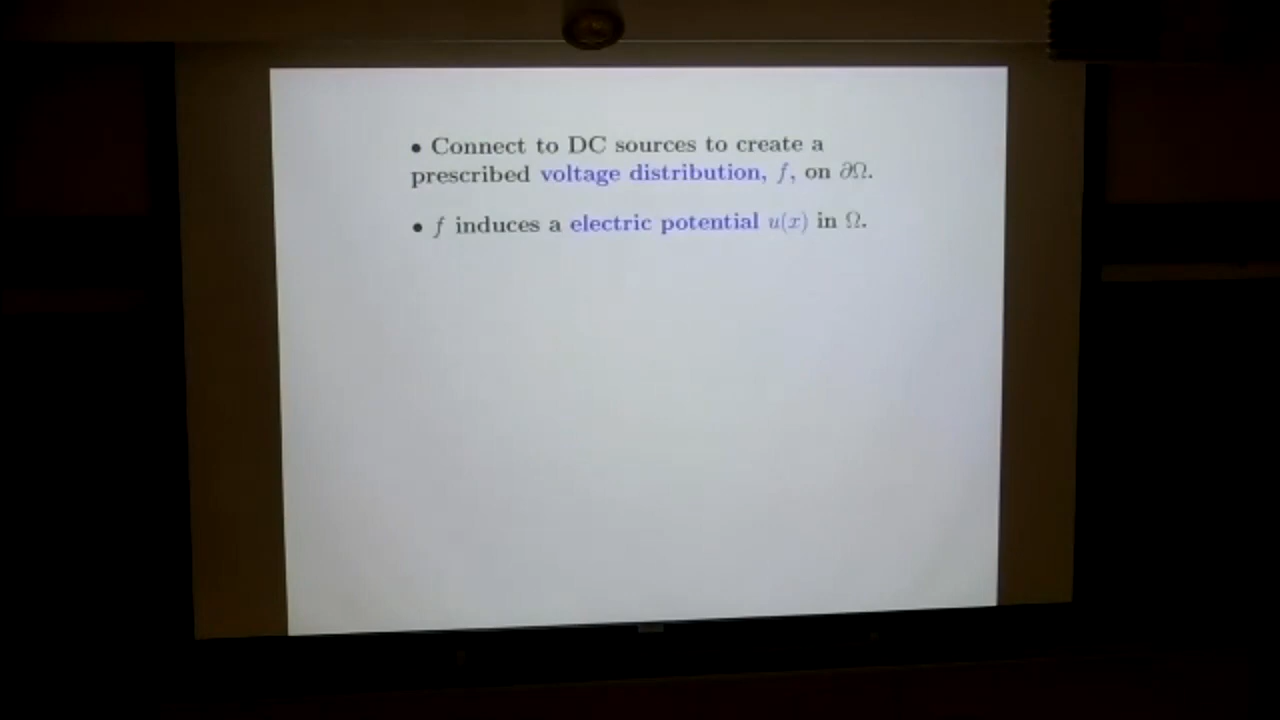 • Connect to DC sources to create a
prescribed voltage distribution, f, on ∂Ω.
• f induces a electric potential u(x) in Ω.